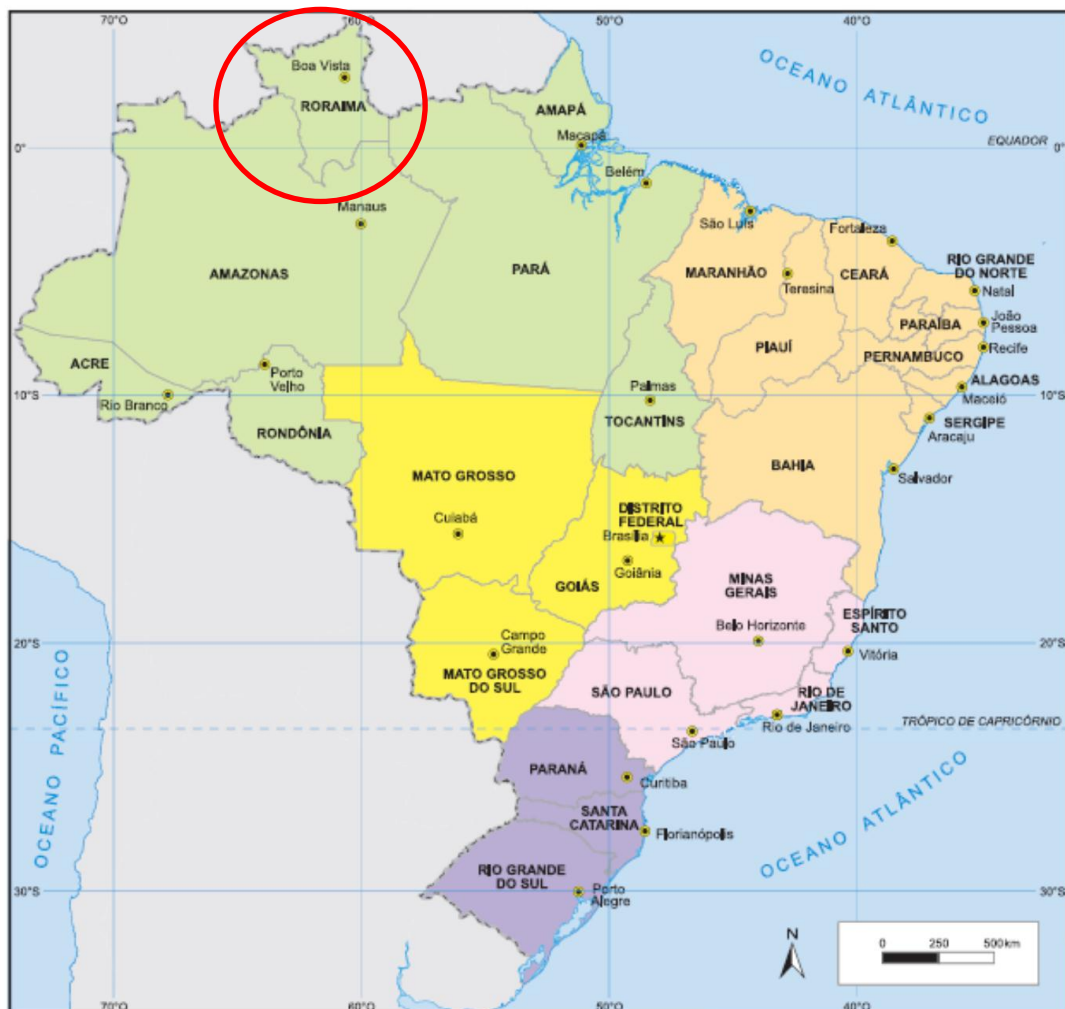 70°O
60°O
50°O
40°O
Boa Vista
RORAIMA
OCEANO ATLÂNTICO
AMAPÁ
Macapá
EQUADOR
0°
0°
Belém
Manaus
São Luís
Fortaleza
AMAZONAS
PARÁ
MARANHÃO
CEARÁ
RIO GRANDE
DO NORTE
Teresina
Natal
João
Pessoa
PARAÍBA
PIAUÍ
PERNAMBUCO
Recife
ACRE
Porto
Velho
Rio Branco
Palmas
ALAGOAS
Maceió
10°S
10°S
TOCANTINS
SERGIPE
Aracaju
RONDÔNIA
BAHIA
MATO GROSSO
Salvador
Cuiabá
DISTRITO
FEDERAL
Brasília
Goiânia
GOIÁS
MINAS
GERAIS
Belo Horizonte
ESPÍRITO
SANTO
Vitória
Campo
Grande
20°S
20°S
MATO GROSSO
DO SUL
SÃO PAULO
RIO DE
JANEIRO
Rio de Janeiro
São Paulo
TRÓPICO DE CAPRICÓRNIO
OCEANO PACÍFICO
PARANÁ
Curitiba
SANTA
CATARINA
Florianópolis
OCEANO ATLÂNTICO
RIO GRANDE
DO SUL
Porto
Alegre
30°S
30°S
N
0 250 500 km
70°O
60°O
50°O
40°O